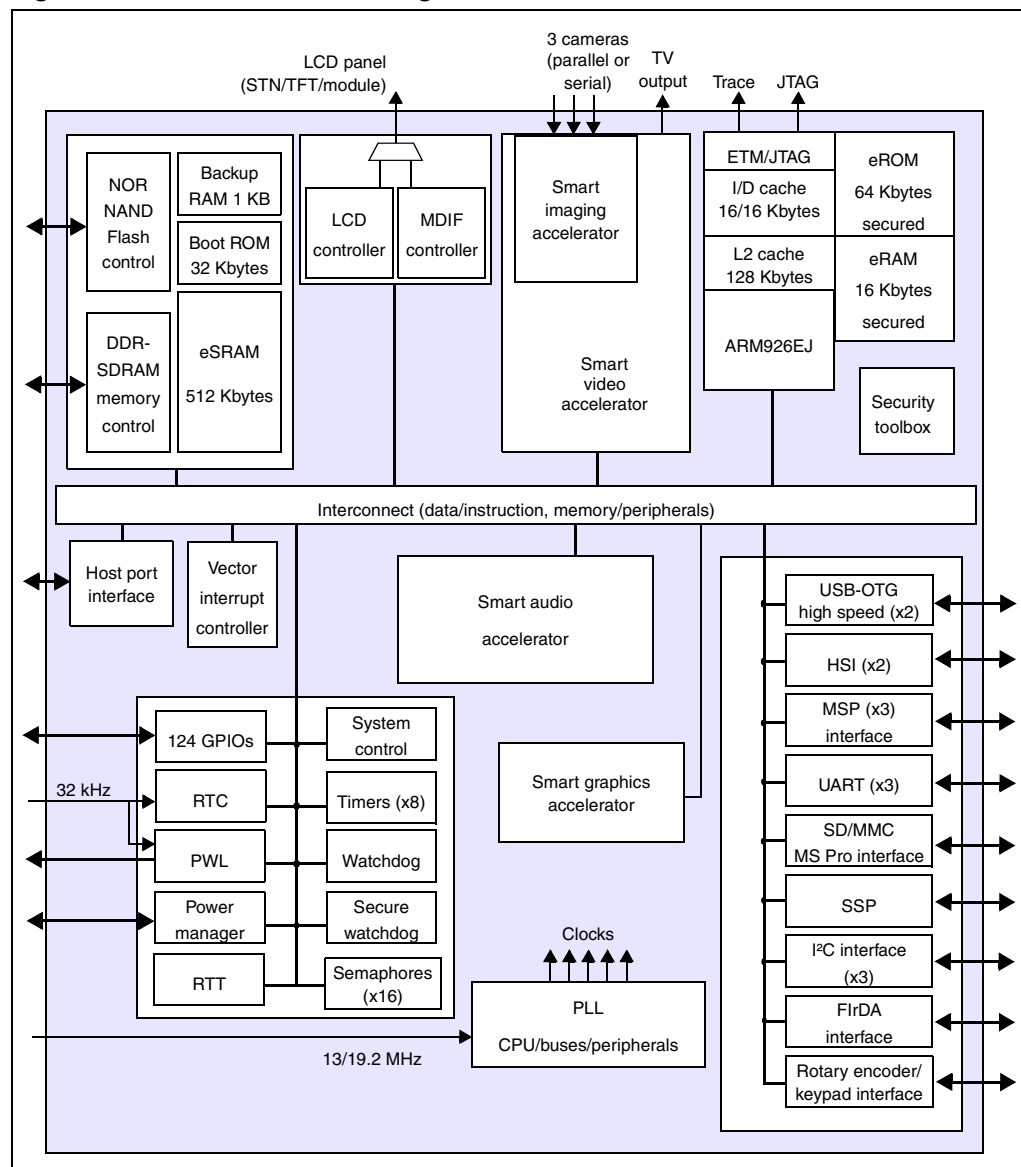 3 cameras
(parallel or
serial)
LCD panel
(STN/TFT/module)
TV
output
Trace
JTAG
NOR
NAND
Flash
control
Backup
RAM 1 KB
Boot ROM
32 Kbytes
DDR-
SDRAM
memory
control
eSRAM
512 Kbytes
LCD
controller
MDIF
controller
Smart
imaging
accelerator
Smart
video
accelerator
ETM/JTAG
I/D cache
16/16 Kbytes
L2 cache
128 Kbytes
ARM926EJ
eROM
64 Kbytes
secured
eRAM
16 Kbytes
secured
Security
toolbox
Interconnect (data/instruction, memory/peripherals)
Host port
interface
Vector
interrupt
controller
Smart audio
accelerator
Smart graphics
accelerator
124 GPIOs
System
control
32 kHz
RTC
Timers (x8)
PWL
Watchdog
Power
manager
Secure
watchdog
RTT
Semaphores
(x16)
Clocks
PLL
CPU/buses/peripherals
13/19.2 MHz
USB-OTG
high speed (x2)
HSI (x2)
MSP (x3)
interface
UART (x3)
SD/MMC
MS Pro interface
SSP
I²C interface
(x3)
FIrDA
interface
Rotary encoder/
keypad interface